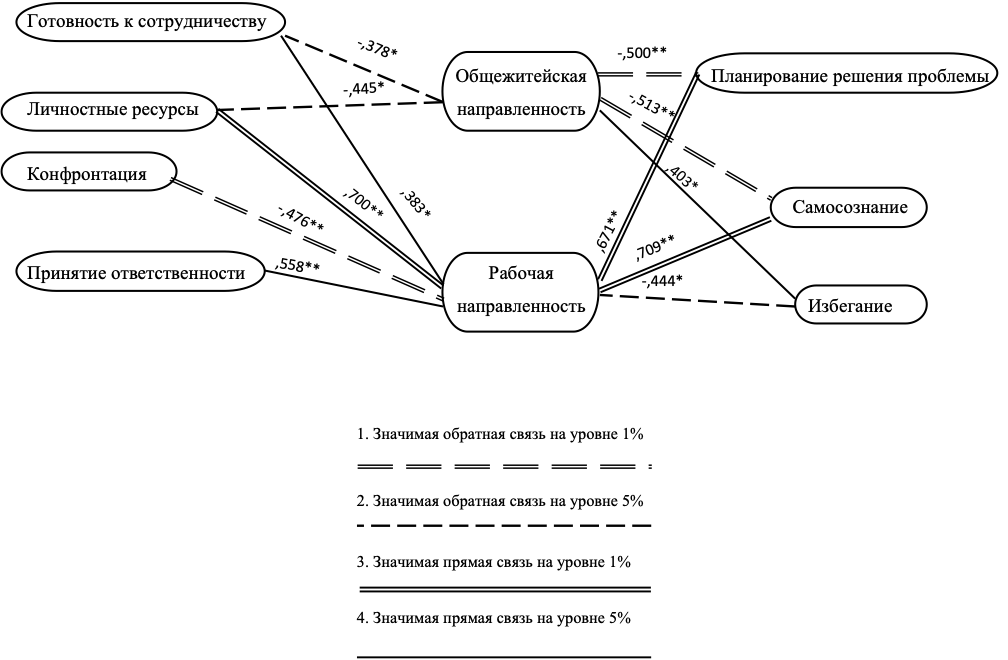 Готовность к сотрудничеству
-,378*
-,500**
Общежитейская
направленность
Планирование решения проблемы
-,445*
Личностные ресурсы
-,513**
Конфронтация
,403*
,700**
,383*
Самосознание
-,476**
,671**
,709**
Принятие ответственности
,558**
Рабочая
направленность
-,444*
Избегание
1. Значимая обратная связь на уровне 1%
2. Значимая обратная связь на уровне 5%
3. Значимая прямая связь на уровне 1%
4. Значимая прямая связь на уровне 5%